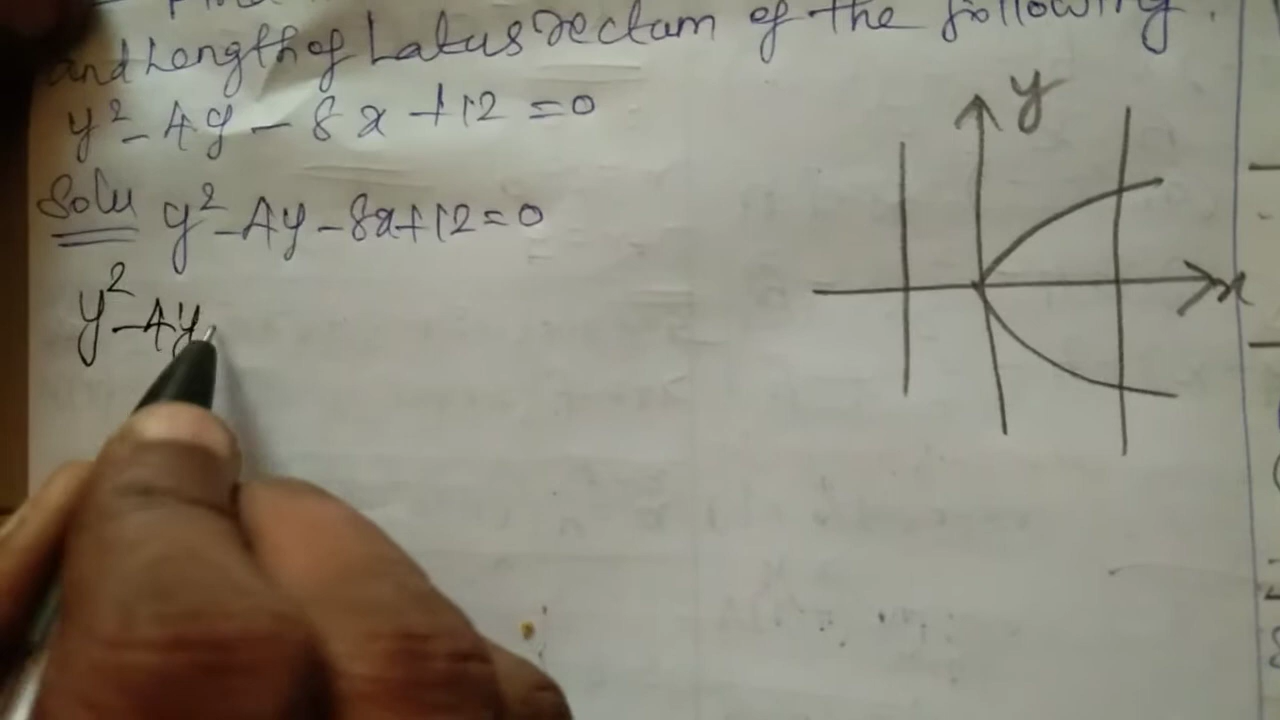 and Length of Latus rectum of the following.
y² - 4y - 8x + 12 = 0
Solu y² - 4y - 8x + 12 = 0
y² - 4y
y
x